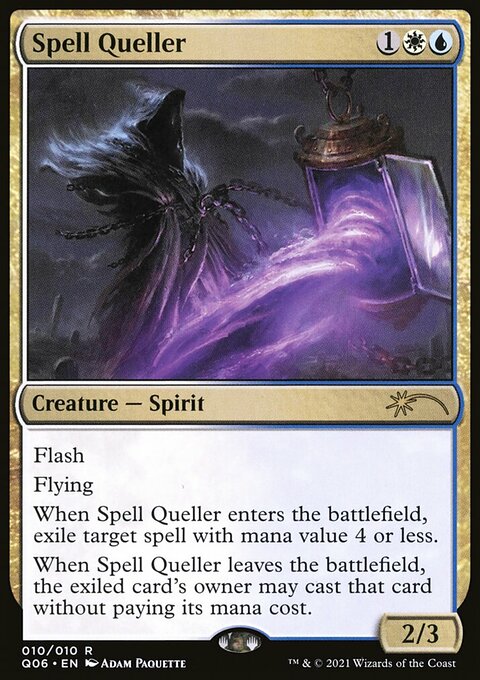 Spell Queller 1
Creature — Spirit
Flash
Flying
When Spell Queller enters the battlefield,
exile target spell with mana value 4 or less.
When Spell Queller leaves the battlefield,
the exiled card's owner may cast that card
without paying its mana cost.
2/3
010/010 R
Q06 • EN Adam Paquette
™ & © 2021 Wizards of the Coast